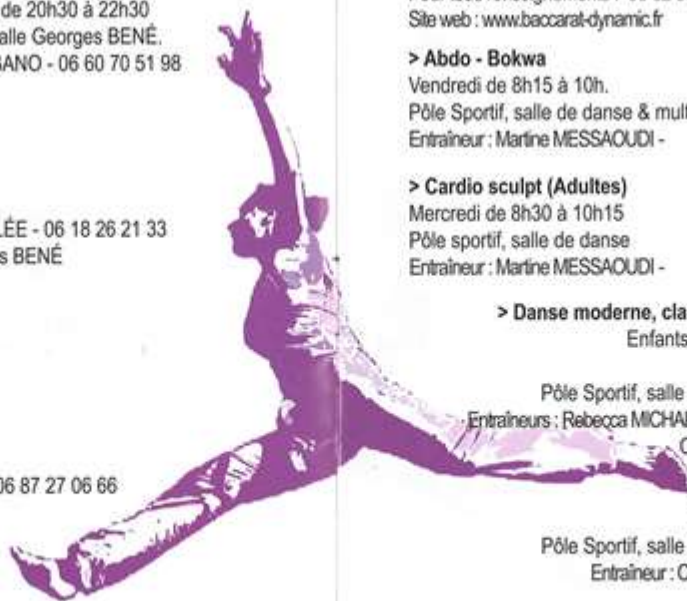 de 20h30 à 22h30
alle Georges BENÉ.
BANO - 06 60 70 51 98
LÉE - 06 18 26 21 33
s BENÉ
06 87 27 06 66
Site web : www.baccarat-dynamic.fr
> Abdo - Bokwa
Vendredi de 8h15 à 10h.
Pôle Sportif, salle de danse & mult
Entraîneur : Martine MESSAOUDI -
> Cardio sculpt (Adultes)
Mercredi de 8h30 à 10h15
Pôle sportif, salle de danse
Entraîneur : Martine MESSAOUDI -
> Danse moderne, cla
Enfants
Pôle Sportif, salle
Entraîneurs : Rebecca MICHA
Pôle Sportif, salle
Entraîneur :